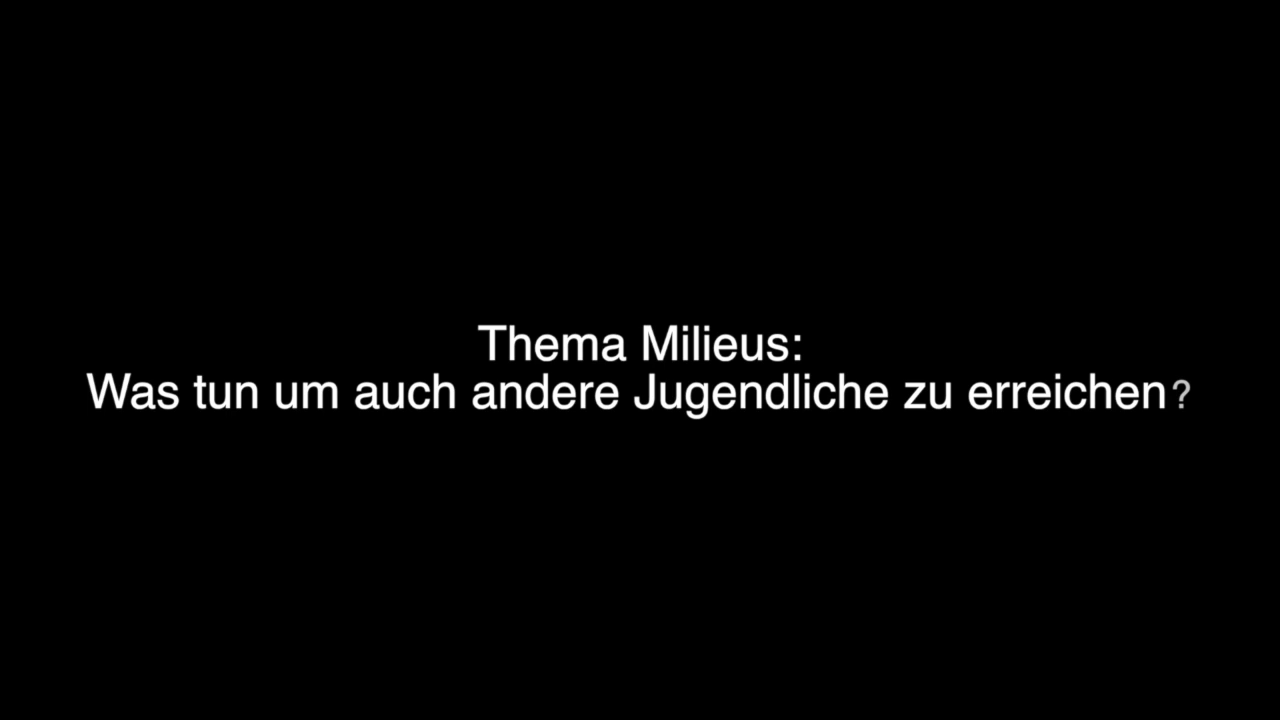 Thema Milieus:
Was tun um auch andere Jugendliche zu erreichen?